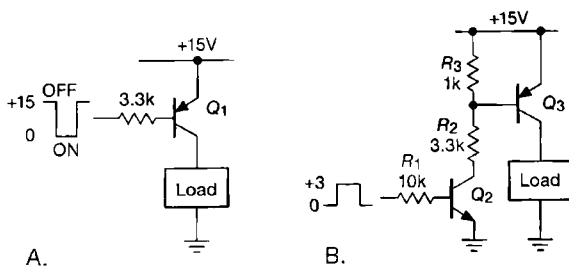 +15V
OFF
+15
0
ON
3.3k
Q1
Load
A.
+15V
R3
1k
Q3
R2
3.3k
R1
10k
+3
0
Q2
Load
B.